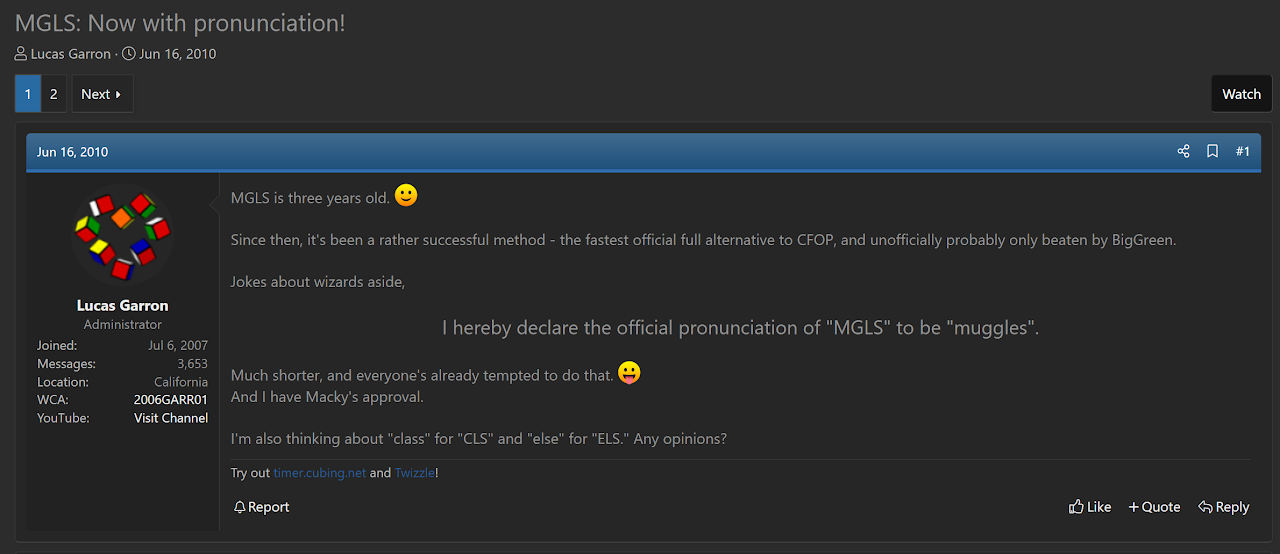 MGLS: Now with pronunciation!
Lucas Garron · Jun 16, 2010
1 2 Next
Watch
Jun 16, 2010 #1
Lucas Garron
Administrator
Joined: Jul 6, 2007
Messages: 3,653
Location: California
WCA: 2006GARR01
YouTube: Visit Channel
MGLS is three years old.
Since then, it's been a rather successful method - the fastest official full alternative to CFOP, and unofficially probably only beaten by BigGreen.
Jokes about wizards aside,
I hereby declare the official pronunciation of "MGLS" to be "muggles".
Much shorter, and everyone's already tempted to do that.
And I have Macky's approval.
I'm also thinking about "class" for "CLS" and "else" for "ELS." Any opinions?
Try out timer.cubing.net and Twizzle!
Report Like + Quote Reply